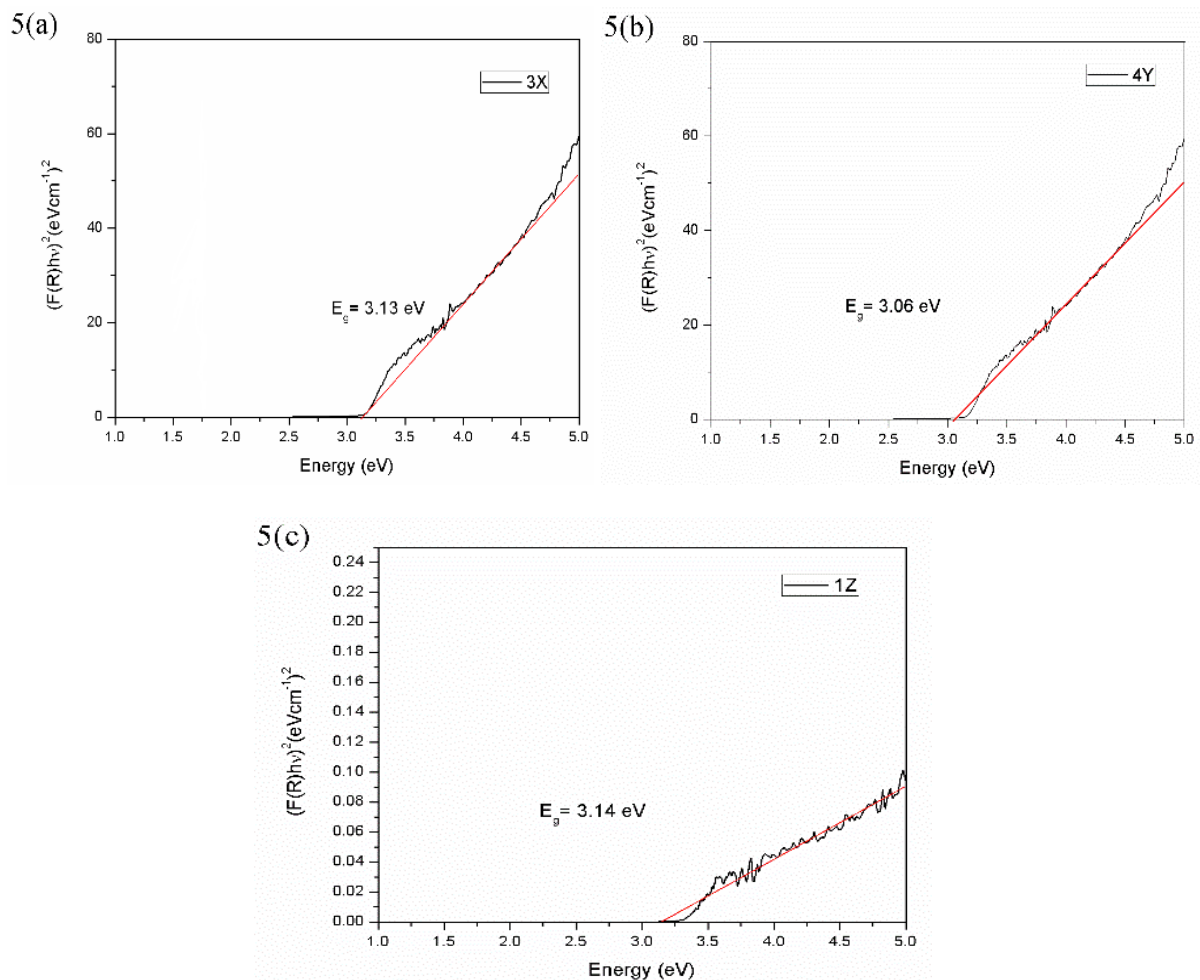 5(a)
80
60
40
20
0
(F(R)hν)²(eVcm⁻¹)²
3X
E_g= 3.13 eV
1.0 1.5 2.0 2.5 3.0 3.5 4.0 4.5 5.0
Energy (eV)
5(b)
80
60
40
20
0
(F(R)hν)²(eVcm⁻¹)²
4Y
E_g= 3.06 eV
1.0 1.5 2.0 2.5 3.0 3.5 4.0 4.5 5.0
Energy (eV)
5(c)
0.24
0.22
0.20
0.18
0.16
0.14
0.12
0.10
0.08
0.06
0.04
0.02
0.00
(F(R)hν)²(eVcm⁻¹)²
1Z
E_g= 3.14 eV
1.0 1.5 2.0 2.5 3.0 3.5 4.0 4.5 5.0
Energy (eV)